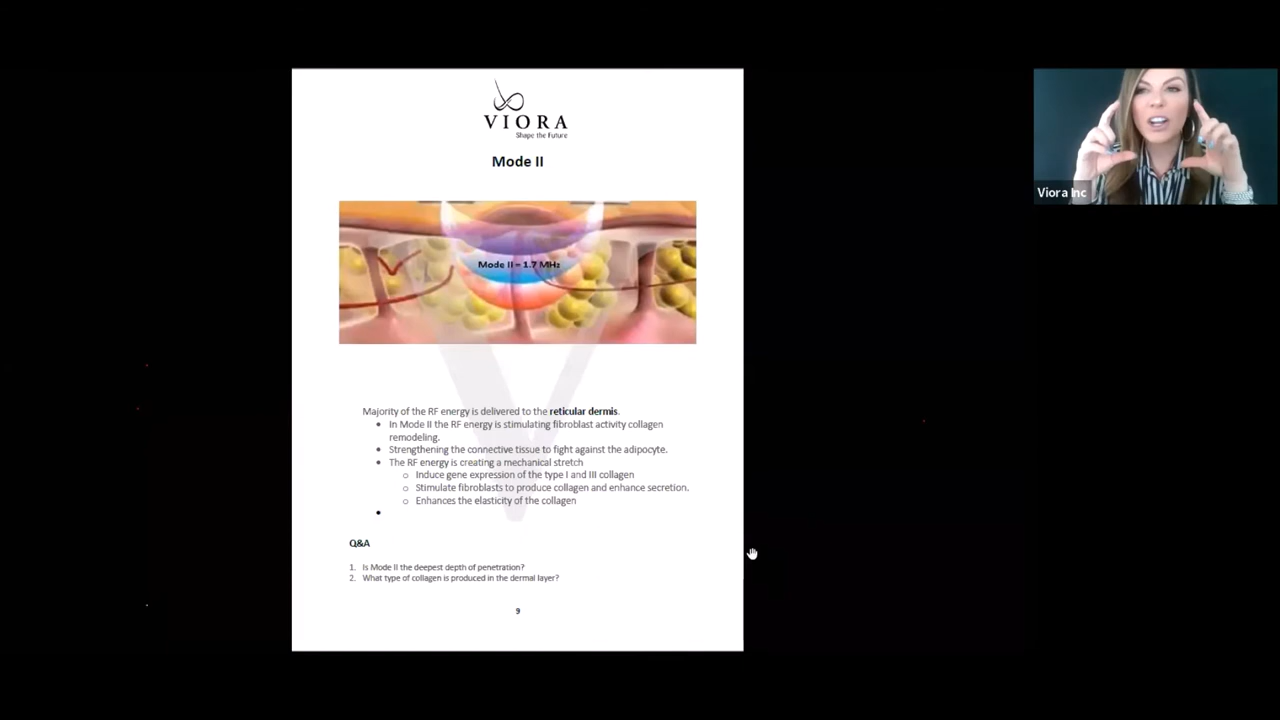 VIORA
Shape the Future
Mode II
Mode II – 1.7 MHz
Majority of the RF energy is delivered to the reticular dermis.
• In Mode II the RF energy is stimulating fibroblast activity collagen
remodeling.
• Strengthening the connective tissue to fight against the adipocyte.
• The RF energy is creating a mechanical stretch
o Induce gene expression of the type I and III collagen
o Stimulate fibroblasts to produce collagen and enhance secretion.
o Enhances the elasticity of the collagen
•
Q&A
1. Is Mode II the deepest depth of penetration?
2. What type of collagen is produced in the dermal layer?
9
Viora Inc